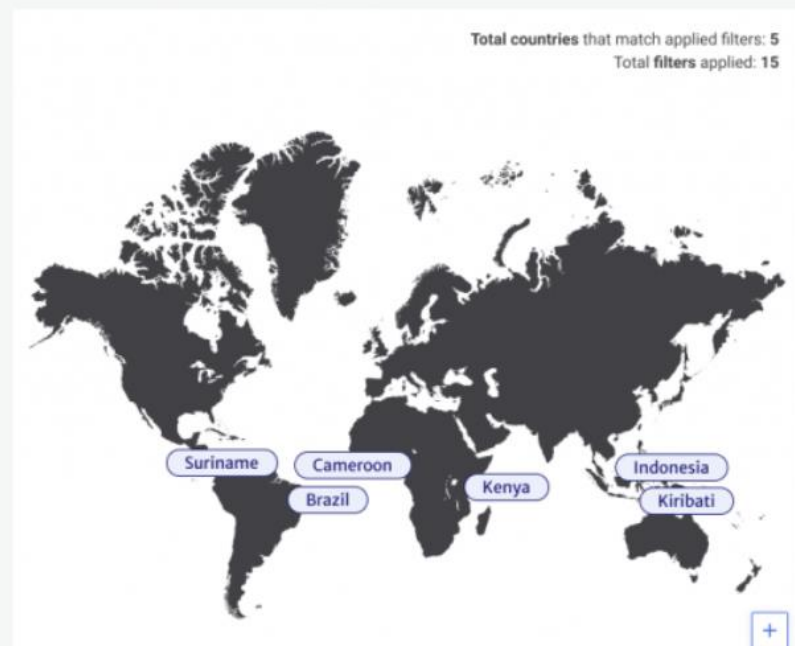 Total countries that match applied filters: 5
Total filters applied: 15
Suriname
Cameroon
Indonesia
Brazil
Kenya
Kiribati
+